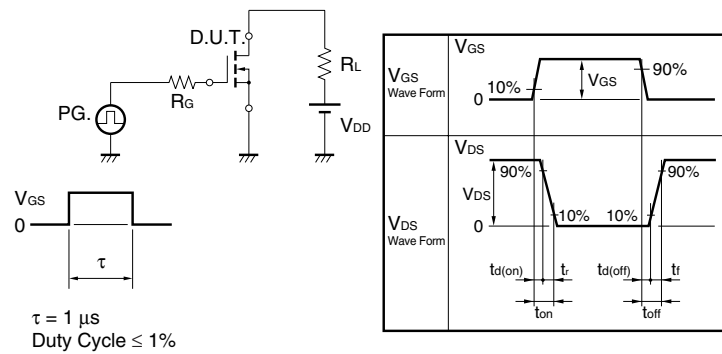 D.U.T.
RL
RG
PG.
VDD
VGS
0
τ
τ = 1 μs
Duty Cycle ≤ 1%
VGS
Wave Form
VGS
10%
VGS
90%
0
VDS
Wave Form
VDS
90%
VDS
90%
10%
10%
0
td(on)
tr
td(off)
tf
ton
toff